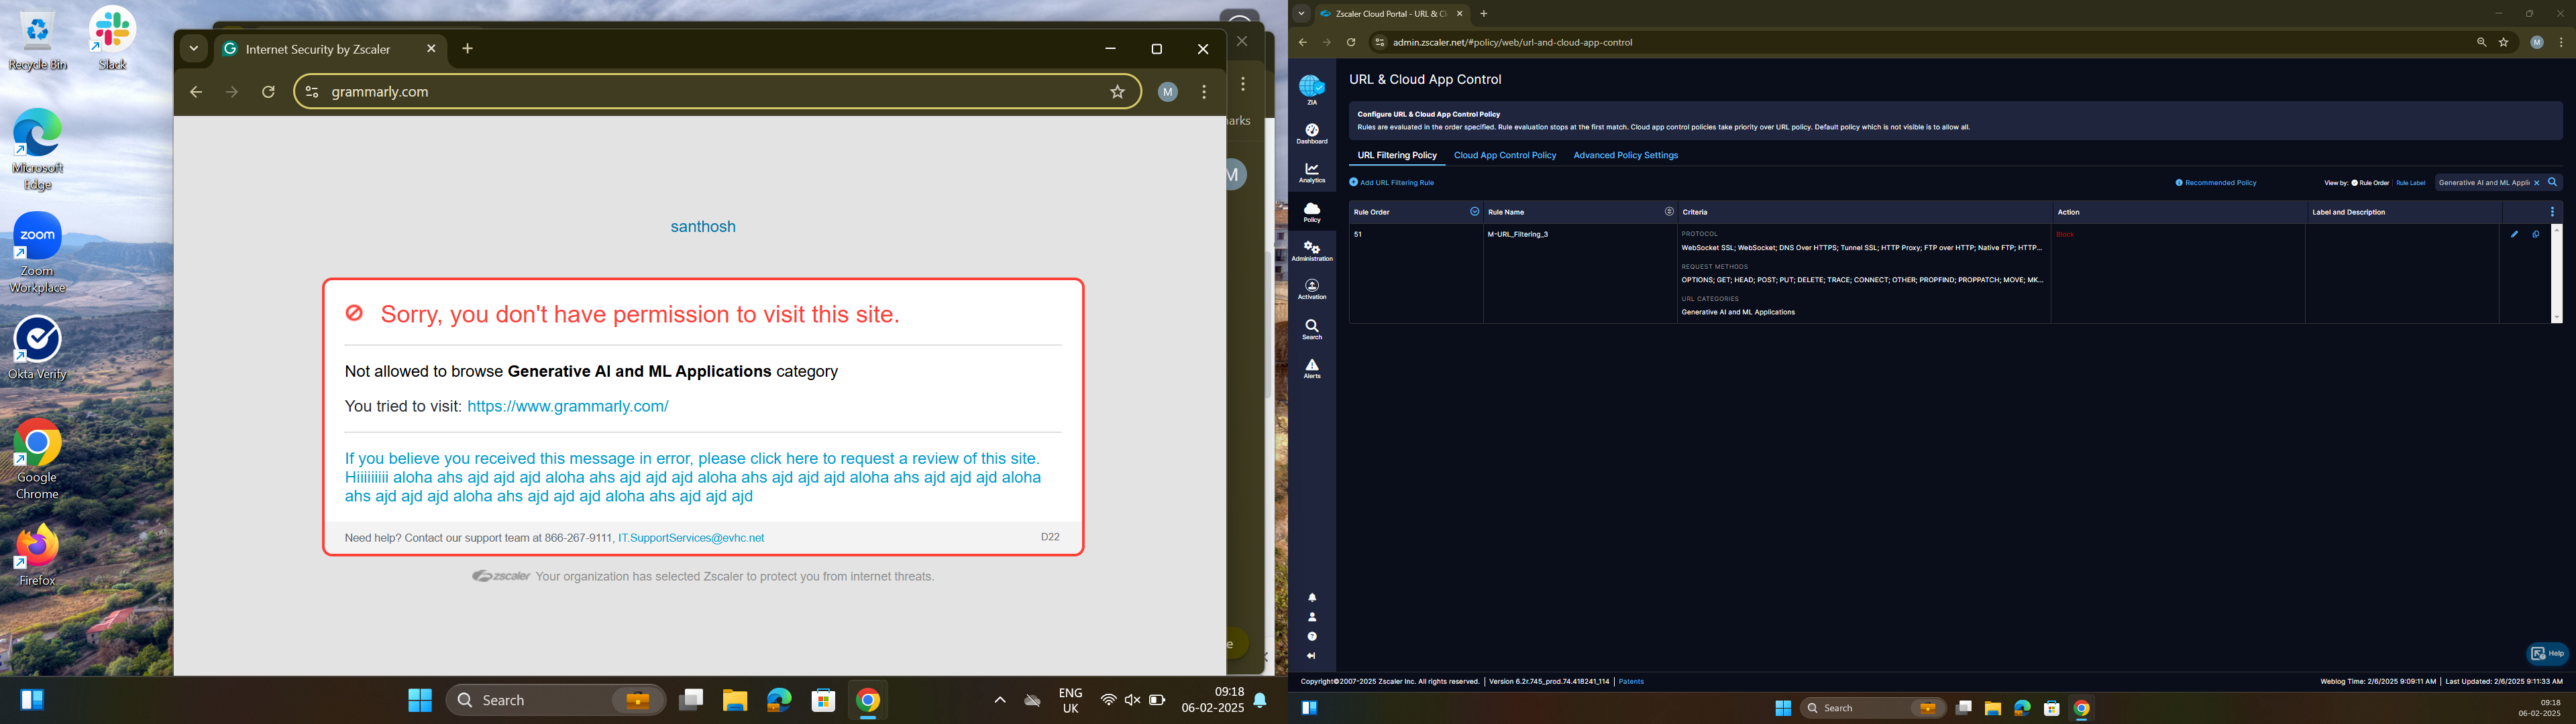 Recycle Bin
Slack
Microsoft
Edge
zoom
Zoom
Workplace
Okta Verify
Google
Chrome
Firefox
Internet Security by Zscaler
grammarly.com
M
arks
M
santhosh
Sorry, you don't have permission to visit this site.
Not allowed to browse Generative AI and ML Applications category
You tried to visit: https://www.grammarly.com/
If you believe you received this message in error, please click here to request a review of this site.
Hiiiiiiiii aloha ahs ajd ajd ajd aloha ahs ajd ajd ajd aloha ahs ajd ajd ajd aloha ahs ajd ajd ajd aloha
ahs ajd ajd ajd aloha ahs ajd ajd ajd aloha ahs ajd ajd ajd
Need help? Contact our support team at 866-267-9111, IT.SupportServices@evhc.net
D22
zscaler Your organization has selected Zscaler to protect you from internet threats.
e
Search
ENG
UK
09:18
06-02-2025
Zscaler Cloud Portal - URL & Cl
admin.zscaler.net/#policy/web/url-and-cloud-app-control
M
ZIA
Dashboard
Analytics
Policy
Administration
Activation
Search
Alerts
URL & Cloud App Control
Configure URL & Cloud App Control Policy
Rules are evaluated in the order specified. Rule evaluation stops at the first match. Cloud app control policies take priority over URL policy. Default policy which is not visible is to allow all.
URL Filtering Policy
Cloud App Control Policy
Advanced Policy Settings
Add URL Filtering Rule
Recommended Policy
View by: Rule Order | Rule Label
Generative AI and ML Appli
Rule Order
Rule Name
Criteria
Action
Label and Description
51
M-URL_Filtering_3
PROTOCOL
WebSocket SSL; WebSocket; DNS Over HTTPS; Tunnel SSL; HTTP Proxy; FTP over HTTP; Native FTP; HTTP...
REQUEST METHODS
OPTIONS; GET; HEAD; POST; PUT; DELETE; TRACE; CONNECT; OTHER; PROPFIND; PROPPATCH; MOVE; MK...
URL CATEGORIES
Generative AI and ML Applications
Block
Help
Copyright©2007-2025 Zscaler Inc. All rights reserved. | Version 6.2r.745_prod.74.418241_114 | Patents
Weblog Time: 2/6/2025 9:09:11 AM | Last Updated: 2/6/2025 9:11:33 AM
Search
09:18
06-02-2025